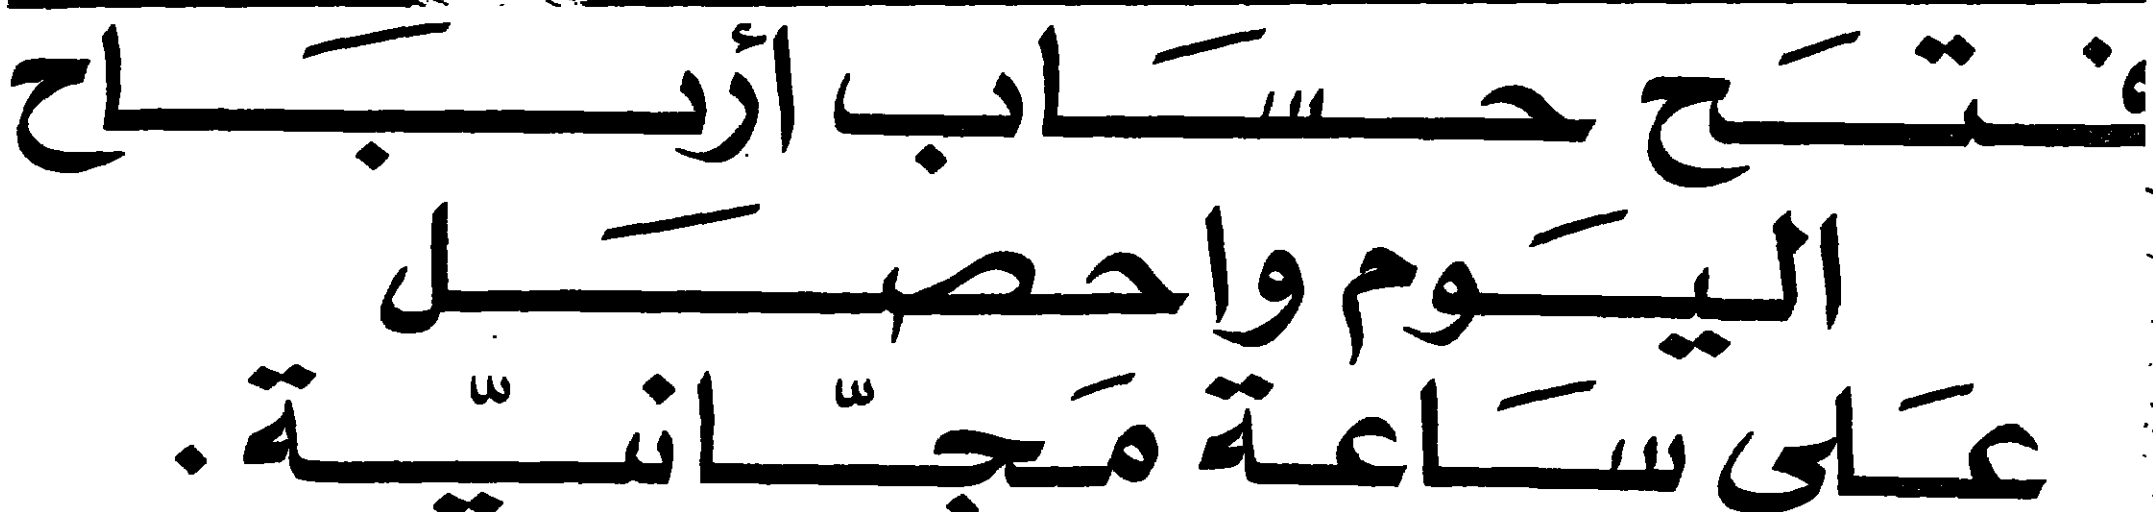 فتَح حسَاب أربَاح
اليَوم واحصَل
عَلى سَاعة مَجّانيّة .